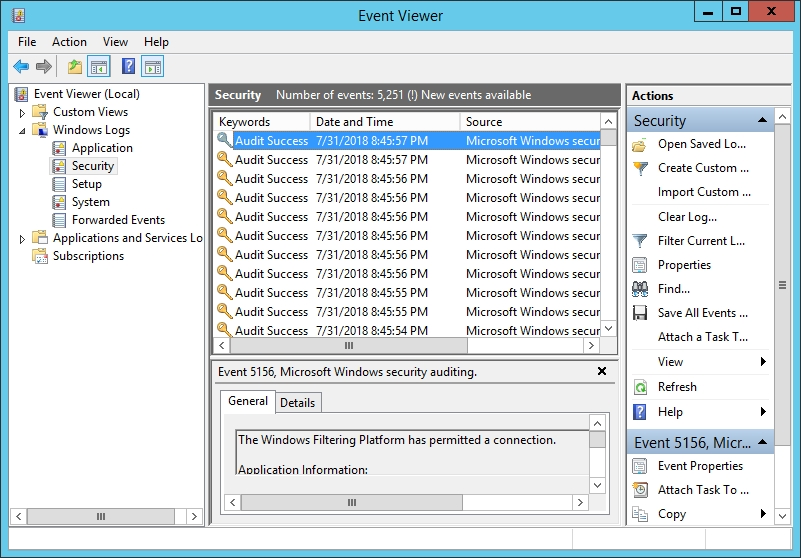 Event Viewer
File Action View Help
Event Viewer (Local)
Custom Views
Windows Logs
Application
Security
Setup
System
Forwarded Events
Applications and Services Lo
Subscriptions
Security Number of events: 5,251 (!) New events available
Keywords Date and Time Source
Audit Success 7/31/2018 8:45:57 PM Microsoft Windows secur
Audit Success 7/31/2018 8:45:57 PM Microsoft Windows secur
Audit Success 7/31/2018 8:45:56 PM Microsoft Windows secur
Audit Success 7/31/2018 8:45:56 PM Microsoft Windows secur
Audit Success 7/31/2018 8:45:56 PM Microsoft Windows secur
Audit Success 7/31/2018 8:45:56 PM Microsoft Windows secur
Audit Success 7/31/2018 8:45:56 PM Microsoft Windows secur
Audit Success 7/31/2018 8:45:56 PM Microsoft Windows secur
Audit Success 7/31/2018 8:45:55 PM Microsoft Windows secur
Audit Success 7/31/2018 8:45:55 PM Microsoft Windows secur
Audit Success 7/31/2018 8:45:54 PM Microsoft Windows secur
Event 5156, Microsoft Windows security auditing.
General Details
The Windows Filtering Platform has permitted a connection.
Application Information:
Actions
Security
Open Saved Lo...
Create Custom ...
Import Custom ...
Clear Log...
Filter Current L...
Properties
Find...
Save All Events ...
Attach a Task T...
View
Refresh
Help
Event 5156, Micr...
Event Properties
Attach Task To ...
Copy